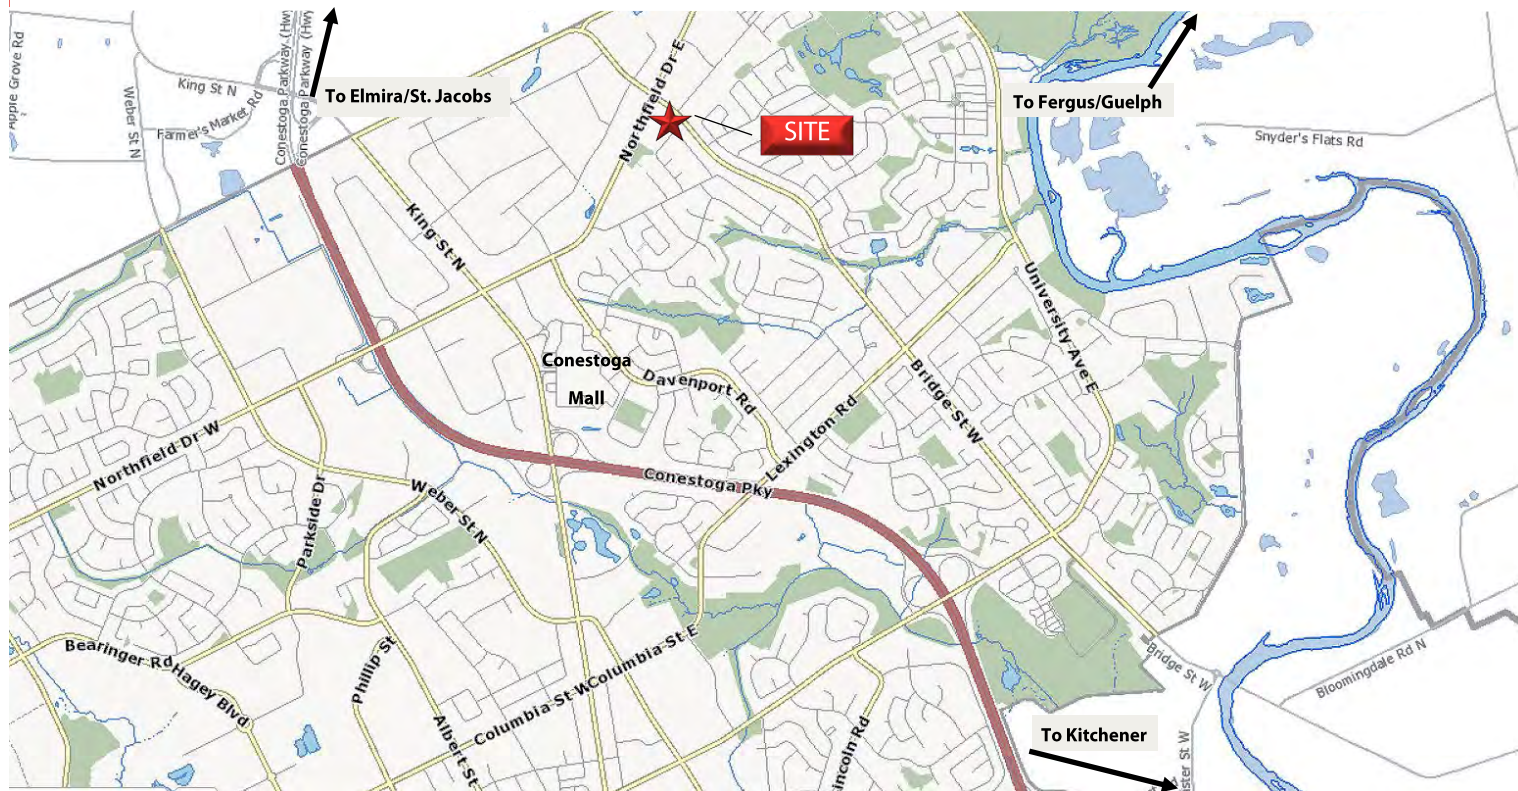 Apple Grove Rd
Weber St N
King St N
Farmer's Market Rd
Conestoga Parkway (Hwy
Conestoga Parkway (Hwy
To Elmira/St. Jacobs
Northfield Dr E
SITE
To Fergus/Guelph
Snyder's Flats Rd
King St N
University Ave E
Conestoga
Mall
Davenport Rd
Bridge St W
Lexington Rd
Northfield Dr W
Parkside Dr
Weber St N
Conestoga Pky
Bearinger Rd
Hagey Blvd
Phillip St
Albert St
Columbia St W
Columbia St E
Bridge St W
Bloomingdale Rd N
To Kitchener
incoln Rd
ster St W